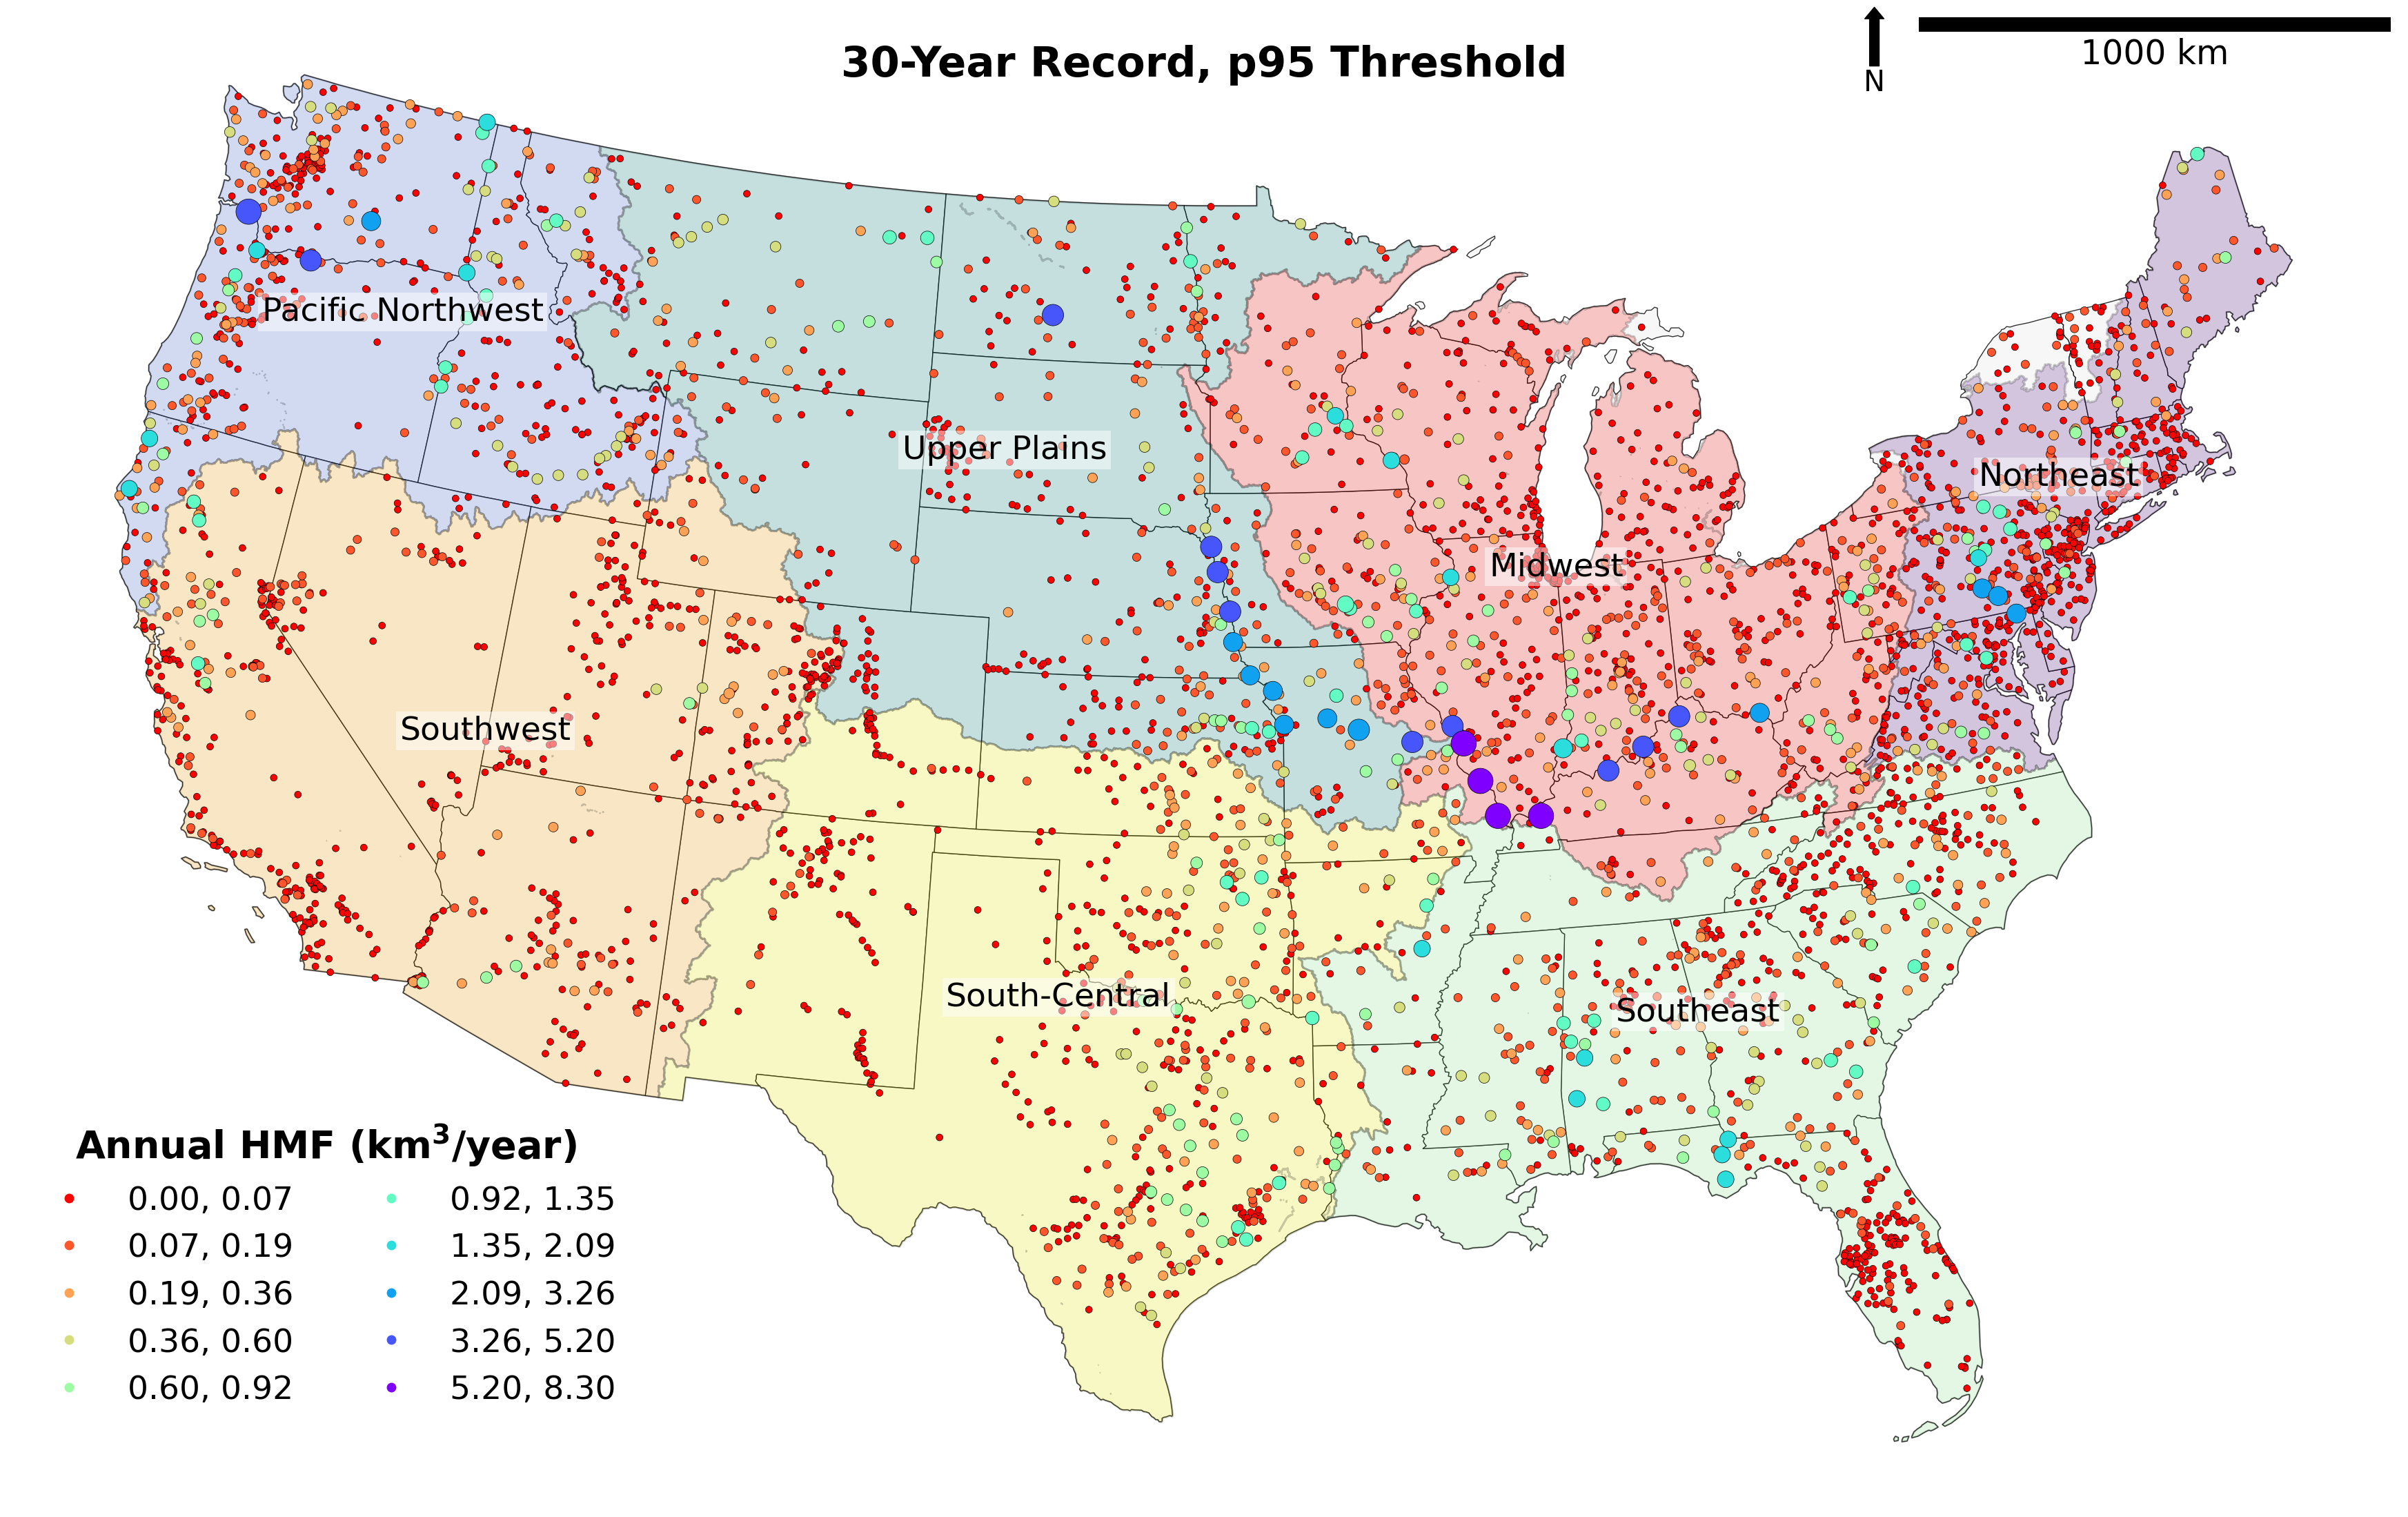 30-Year Record, p95 Threshold
1000 km
N
Pacific Northwest
Upper Plains
Northeast
Midwest
Southwest
South-Central
Southeast
Annual HMF (km³/year)
0.00, 0.07
0.07, 0.19
0.19, 0.36
0.36, 0.60
0.60, 0.92
0.92, 1.35
1.35, 2.09
2.09, 3.26
3.26, 5.20
5.20, 8.30